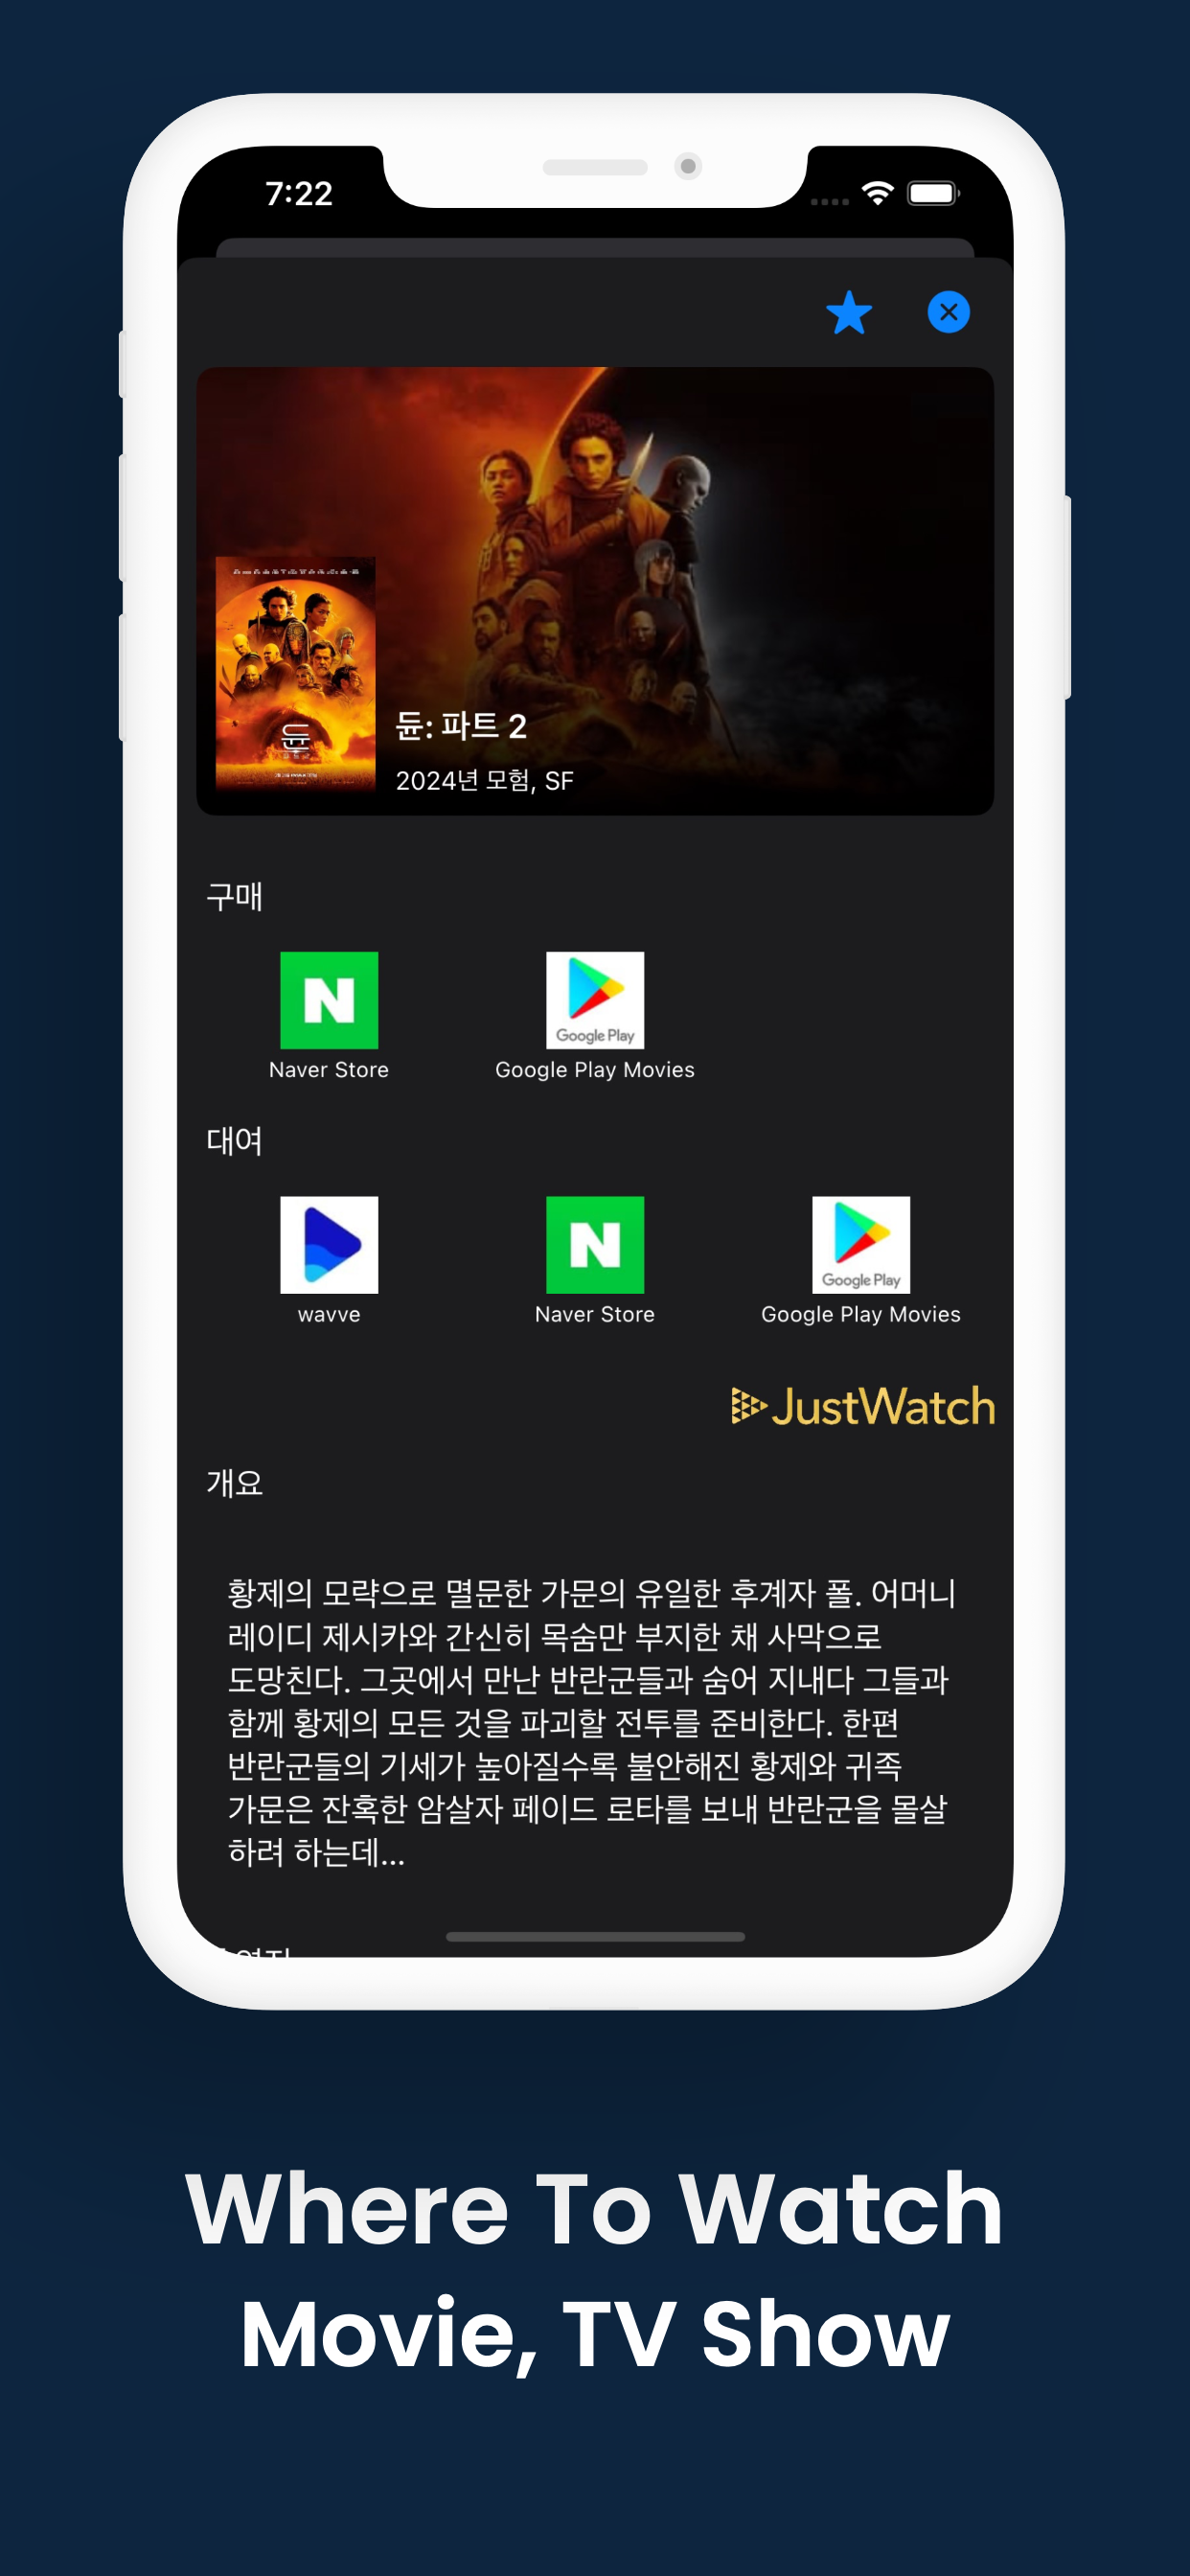 7:22
듄
듄: 파트 2
2024년 모험, SF
구매
N
Google Play
Naver Store
Google Play Movies
대여
N
Google Play
wavve
Naver Store
Google Play Movies
JustWatch
개요
황제의 모략으로 멸문한 가문의 유일한 후계자 폴. 어머니
레이디 제시카와 간신히 목숨만 부지한 채 사막으로
도망친다. 그곳에서 만난 반란군들과 숨어 지내다 그들과
함께 황제의 모든 것을 파괴할 전투를 준비한다. 한편
반란군들의 기세가 높아질수록 불안해진 황제와 귀족
가문은 잔혹한 암살자 페이드 로타를 보내 반란군을 몰살
하려 하는데...
Where To Watch
Movie, TV Show